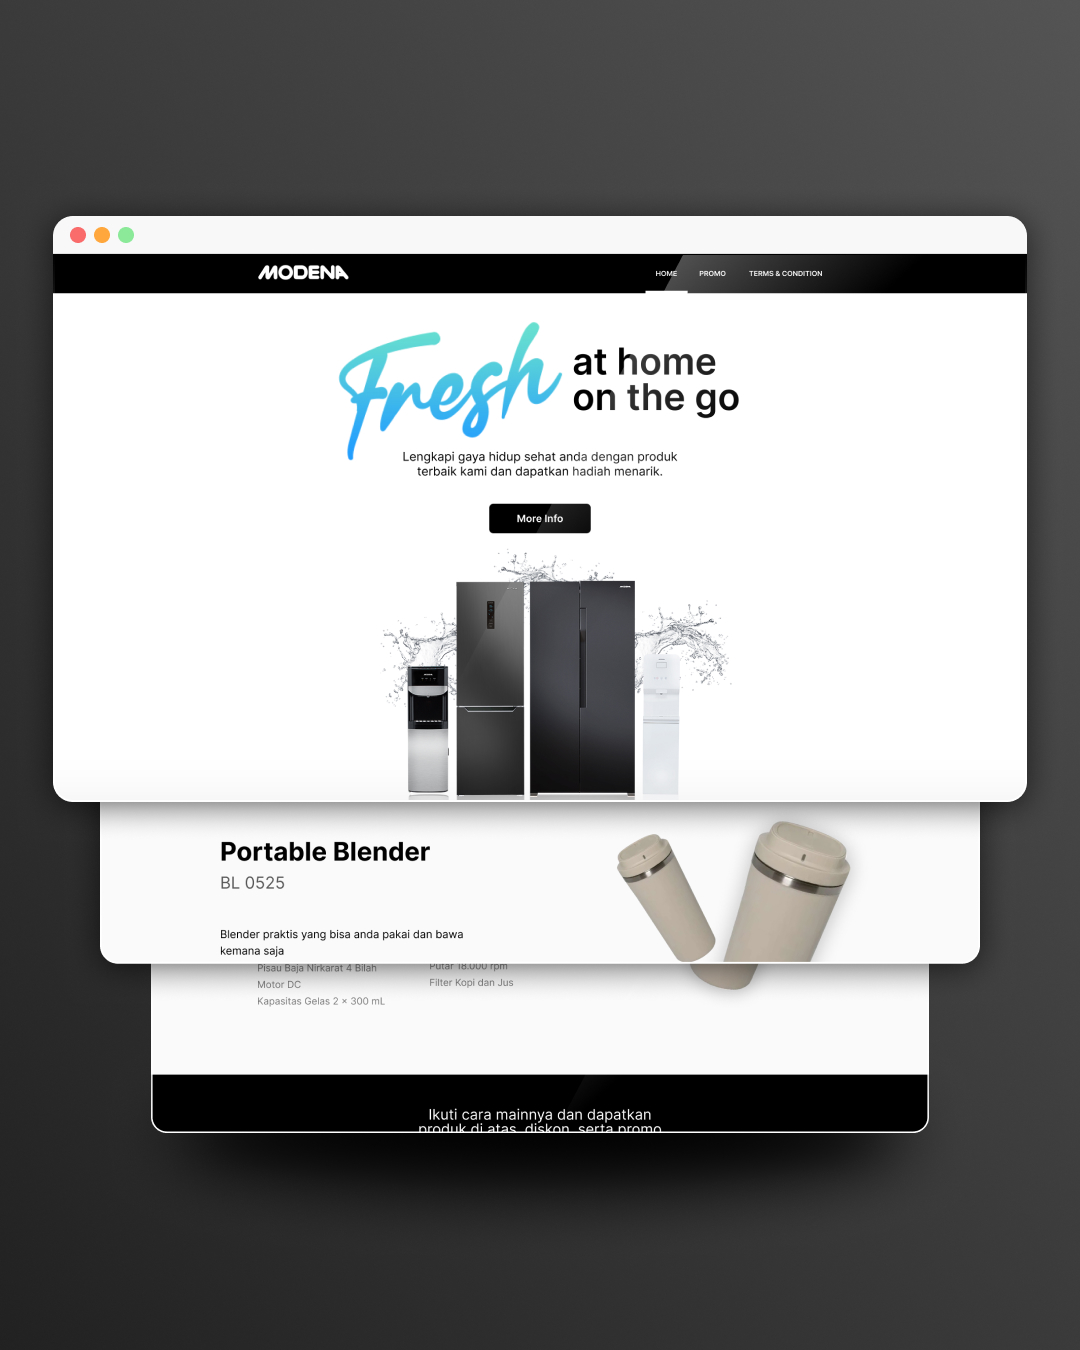 MODENA
HOME PROMO TERMS & CONDITION
Fresh at home
on the go
Lengkapi gaya hidup sehat anda dengan produk
terbaik kami dan dapatkan hadiah menarik.
More Info
Portable Blender
BL 0525
Blender praktis yang bisa anda pakai dan bawa
kemana saja
Pisau Baja Nirkarat 4 Bilah
Motor DC
Kapasitas Gelas 2 × 300 mL
Putar 18.000 rpm
Filter Kopi dan Jus
Ikuti cara mainnya dan dapatkan
produk di atas, diskon, serta promo